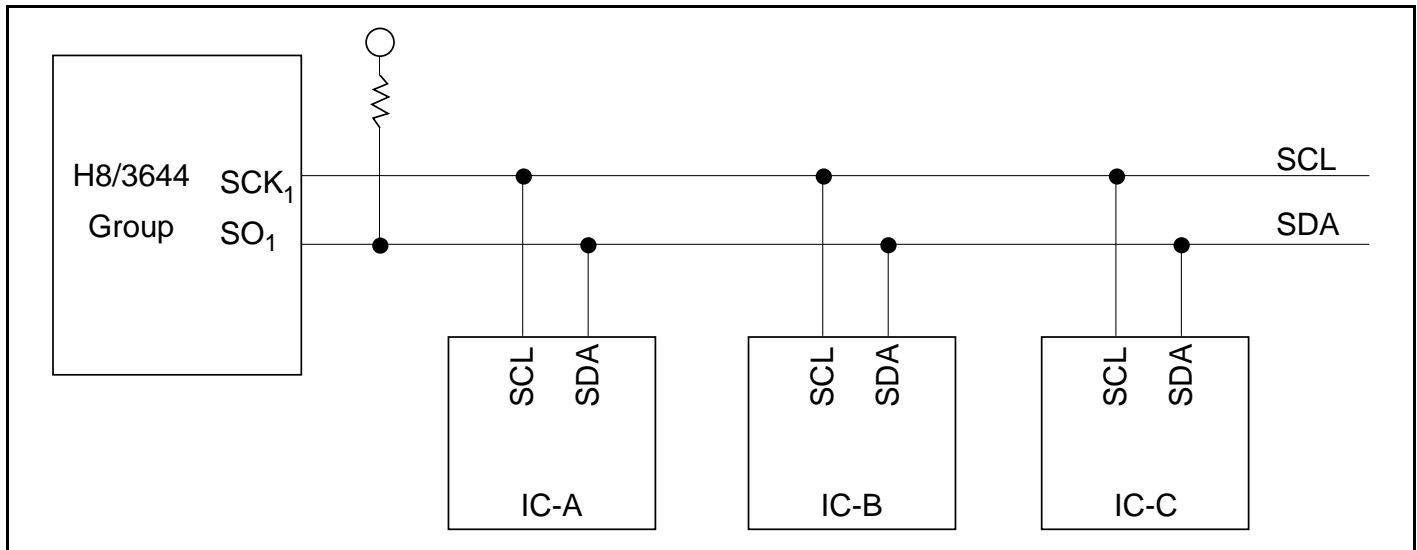 H8/3644
Group
SCK₁
SO₁
SCL
SDA
SCL
SDA
IC-A
SCL
SDA
IC-B
SCL
SDA
IC-C